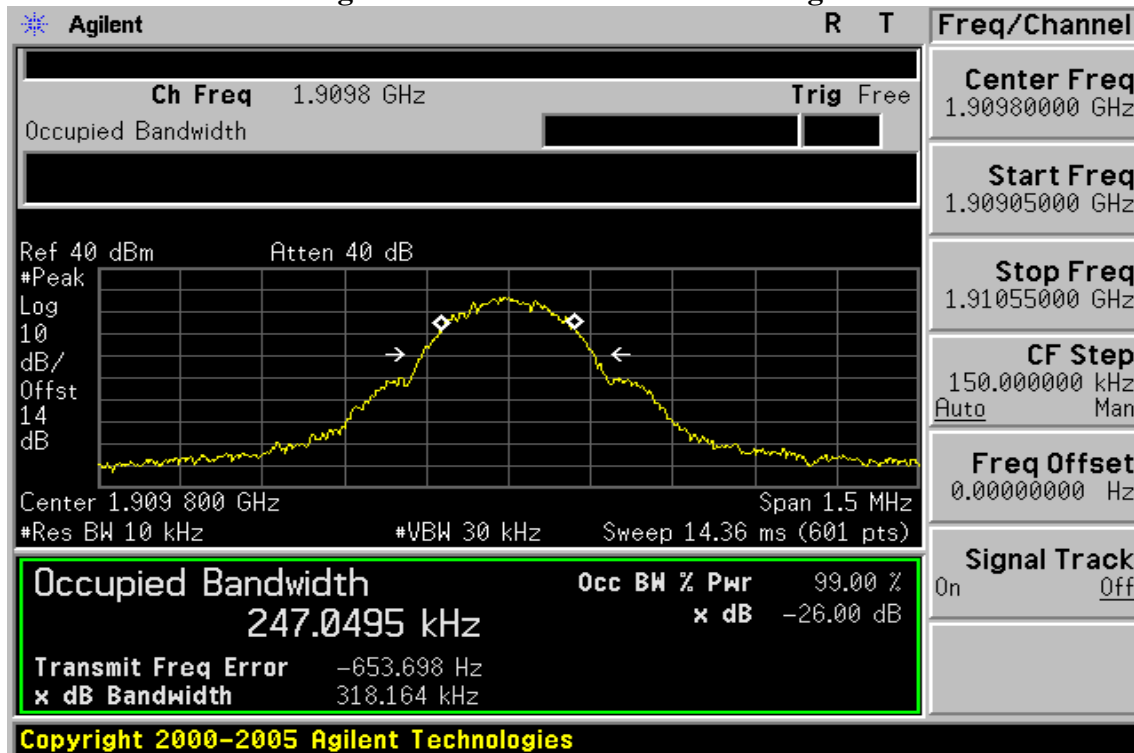 Agilent R T
Freq/Channel
Ch Freq 1.9098 GHz Trig Free
Occupied Bandwidth
Center Freq
1.90980000 GHz
Start Freq
1.90905000 GHz
Stop Freq
1.91055000 GHz
CF Step
150.000000 kHz
Auto Man
Freq Offset
0.00000000 Hz
Signal Track
On Off
Ref 40 dBm Atten 40 dB
#Peak
Log
10
dB/
Offst
14
dB
Center 1.909 800 GHz Span 1.5 MHz
#Res BW 10 kHz #VBW 30 kHz Sweep 14.36 ms (601 pts)
Occupied Bandwidth
247.0495 kHz
Occ BW % Pwr 99.00 %
x dB -26.00 dB
Transmit Freq Error -653.698 Hz
x dB Bandwidth 318.164 kHz
Copyright 2000-2005 Agilent Technologies